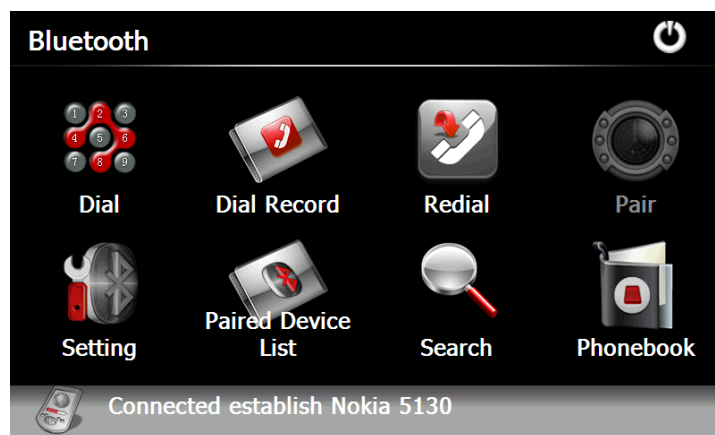 Bluetooth
1 2 3
4 5 6
7 8 9
Dial
Dial Record
Redial
Pair
Setting
Paired Device
List
Search
Phonebook
Connected establish Nokia 5130